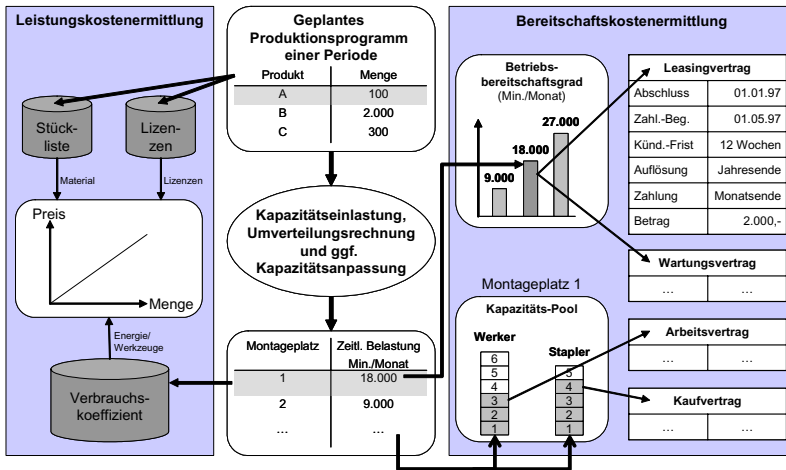 Leistungskostenermittlung
Stück-
liste
Lizen-
zen
Material
Lizenzen
Preis
Menge
Energie/
Werkzeuge
Verbrauchs-
koeffizient
Geplantes
Produktionsprogramm
einer Periode
Produkt Menge
A 100
B 2.000
C 300
Kapazitätseinlastung,
Umverteilungsrechnung
und ggf.
Kapazitätsanpassung
Montageplatz Zeitl. Belastung
Min./Monat
1 18.000
2 9.000
... ...
Bereitschaftskostenermittlung
Betriebs-
bereitschaftsgrad
(Min./Monat)
9.000
18.000
27.000
Montageplatz 1
Kapazitäts-Pool
Werker
6
5
4
3
2
1
Stapler
5
4
3
2
1
Leasingvertrag
Abschluss 01.01.97
Zahl.-Beg. 01.05.97
Künd.-Frist 12 Wochen
Auflösung Jahresende
Zahlung Monatsende
Betrag 2.000,-
Wartungsvertrag
... ...
Arbeitsvertrag
... ...
Kaufvertrag
... ...